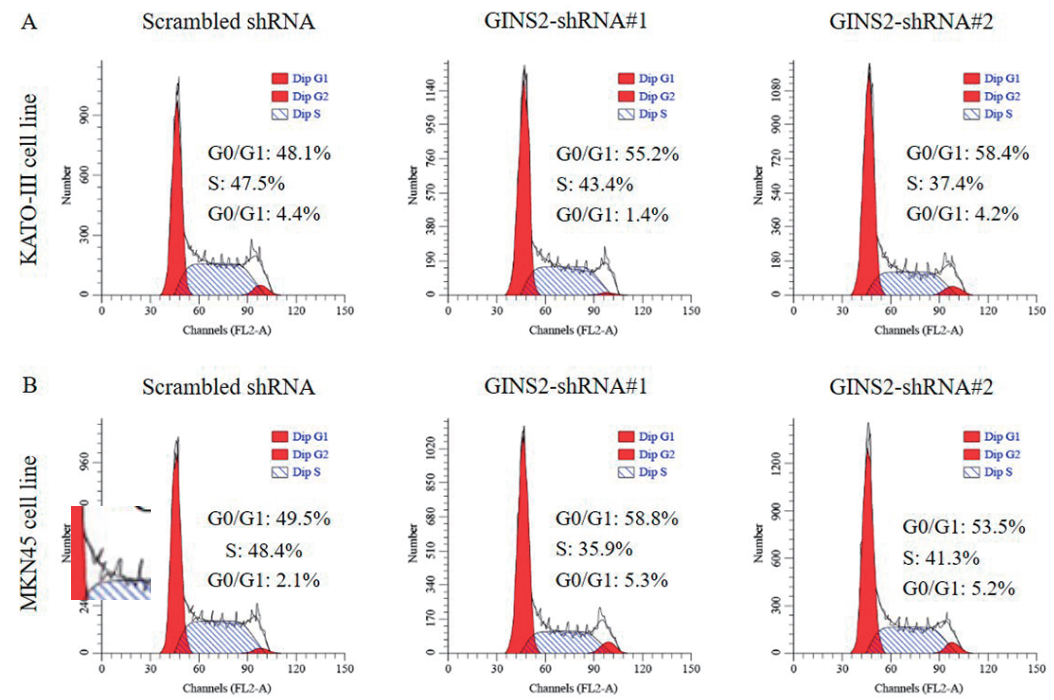 A
Scrambled shRNA
GINS2-shRNA#1
GINS2-shRNA#2
KATO-III cell line
Number
900
600
300
0
Dip G1
Dip G2
Dip S
G0/G1: 48.1%
S: 47.5%
G0/G1: 4.4%
0 30 60 90 120 150
Channels (FL2-A)
Number
1140
950
760
570
380
190
0
Dip G1
Dip G2
Dip S
G0/G1: 55.2%
S: 43.4%
G0/G1: 1.4%
0 30 60 90 120 150
Channels (FL2-A)
Number
1080
900
720
540
360
180
0
Dip G1
Dip G2
Dip S
G0/G1: 58.4%
S: 37.4%
G0/G1: 4.2%
0 30 60 90 120 150
Channels (FL2-A)
B
Scrambled shRNA
GINS2-shRNA#1
GINS2-shRNA#2
MKN45 cell line
Number
960
0
Dip G1
Dip G2
Dip S
G0/G1: 49.5%
S: 48.4%
G0/G1: 2.1%
0 30 60 90 120 150
Channels (FL2-A)
Number
1020
850
680
510
340
170
0
Dip G1
Dip G2
Dip S
G0/G1: 58.8%
S: 35.9%
G0/G1: 5.3%
0 30 60 90 120 150
Channels (FL2-A)
Number
1200
900
600
300
0
Dip G1
Dip G2
Dip S
G0/G1: 53.5%
S: 41.3%
G0/G1: 5.2%
0 30 60 90 120 150
Channels (FL2-A)